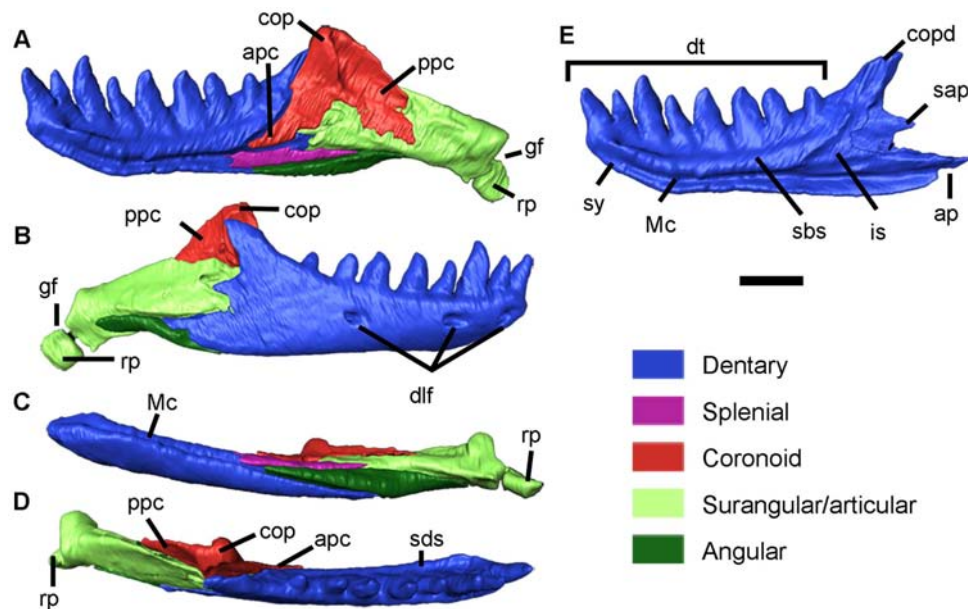 A
cop
apc
ppc
gf
rp
B
ppc
cop
gf
rp
dlf
C
Mc
rp
D
ppc
cop
apc
sds
rp
E
dt
copd
sap
sy
Mc
sbs
is
ap
Dentary
Splenial
Coronoid
Surangular/articular
Angular